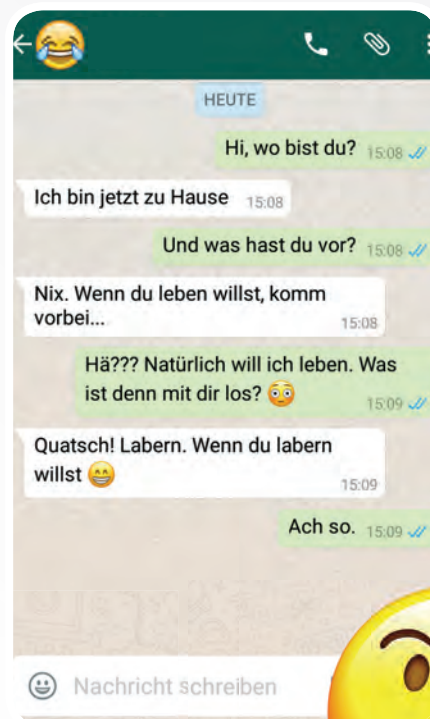 HEUTE
Hi, wo bist du? 15:08
Ich bin jetzt zu Hause 15:08
Und was hast du vor? 15:08
Nix. Wenn du leben willst, komm
vorbei... 15:08
Hä??? Natürlich will ich leben. Was
ist denn mit dir los? 😳 15:09
Quatsch! Labern. Wenn du labern
willst 😁 15:09
Ach so. 15:09
Nachricht schreiben